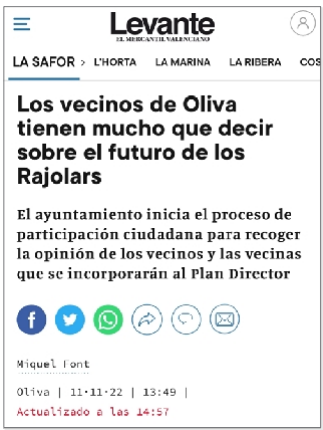 Levante
EL MERCANTIL VALENCIANO
LA SAFOR > L'HORTA LA MARINA LA RIBERA COS
Los vecinos de Oliva
tienen mucho que decir
sobre el futuro de los
Rajolars
El ayuntamiento inicia el proceso de
participación ciudadana para recoger
la opinión de los vecinos y las vecinas
que se incorporarán al Plan Director
Miquel Font
Oliva | 11·11·22 | 13:49 |
Actualizado a las 14:57